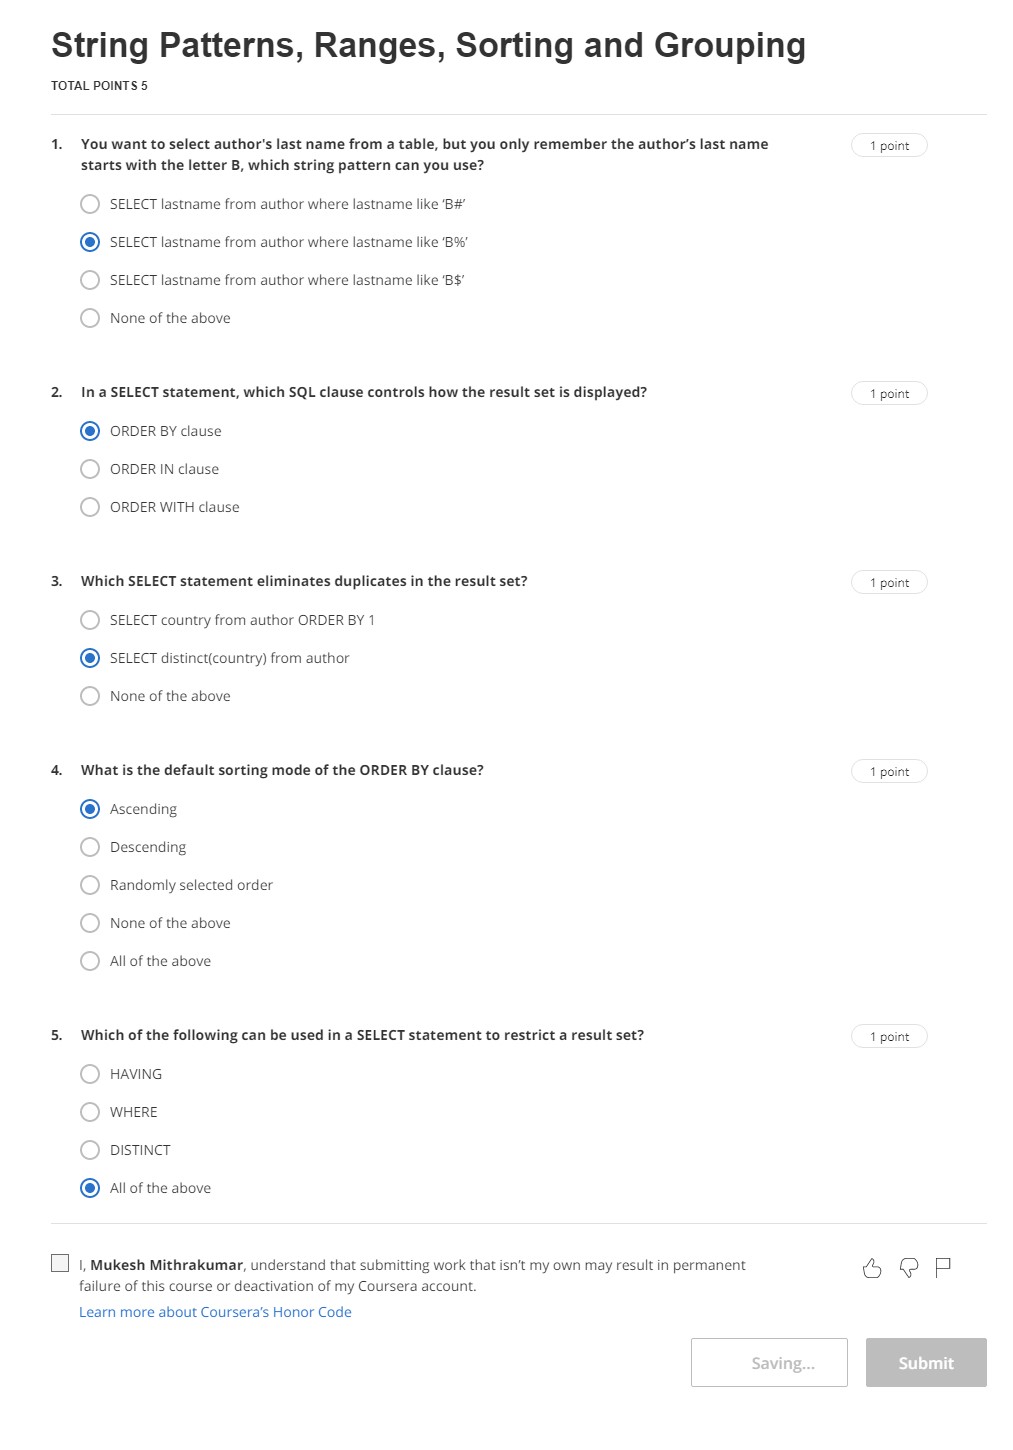 String Patterns, Ranges, Sorting and Grouping
TOTAL POINTS 5
1. You want to select author's last name from a table, but you only remember the author’s last name
starts with the letter B, which string pattern can you use?
1 point
SELECT lastname from author where lastname like ‘B#’
SELECT lastname from author where lastname like ‘B%’
SELECT lastname from author where lastname like ‘B$’
None of the above
2. In a SELECT statement, which SQL clause controls how the result set is displayed?
1 point
ORDER BY clause
ORDER IN clause
ORDER WITH clause
3. Which SELECT statement eliminates duplicates in the result set?
1 point
SELECT country from author ORDER BY 1
SELECT distinct(country) from author
None of the above
4. What is the default sorting mode of the ORDER BY clause?
1 point
Ascending
Descending
Randomly selected order
None of the above
All of the above
5. Which of the following can be used in a SELECT statement to restrict a result set?
1 point
HAVING
WHERE
DISTINCT
All of the above
I, Mukesh Mithrakumar, understand that submitting work that isn’t my own may result in permanent
failure of this course or deactivation of my Coursera account.
Learn more about Coursera’s Honor Code
Saving...
Submit